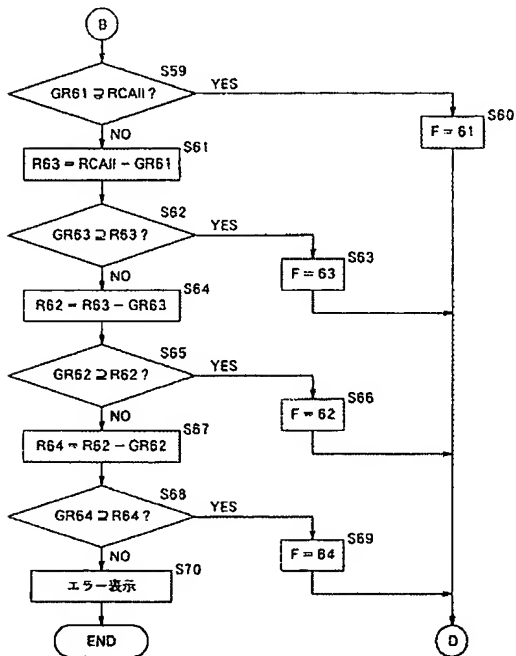 B
S59
GR61⊋RCAll?
YES
S60
F=61
NO
S61
R63=RCAll-GR61
S62
GR63⊇R63?
YES
S63
F=63
NO
S64
R62=R63-GR63
S65
GR62⊇R62?
YES
S66
F=62
NO
S67
R64=R62-GR62
S68
GR64⊇R64?
YES
S69
F=84
NO
S70
エラー表示
END
D